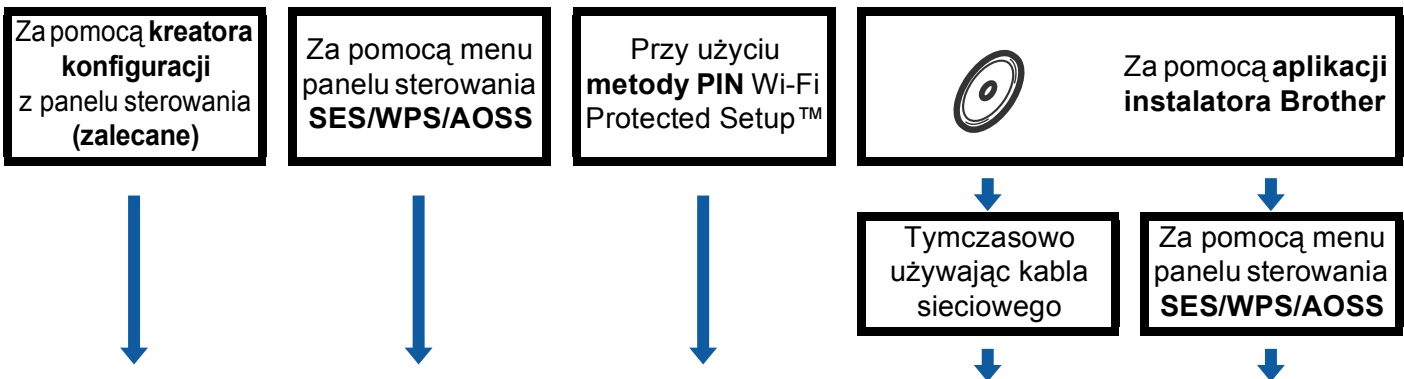 Za pomocą kreatora
konfiguracji
z panelu sterowania
(zalecane)
Za pomocą menu
panelu sterowania
SES/WPS/AOSS
Przy użyciu
metody PIN Wi-Fi
Protected Setup™
Za pomocą aplikacji
instalatora Brother
Tymczasowo
używając kabla
sieciowego
Za pomocą menu
panelu sterowania
SES/WPS/AOSS